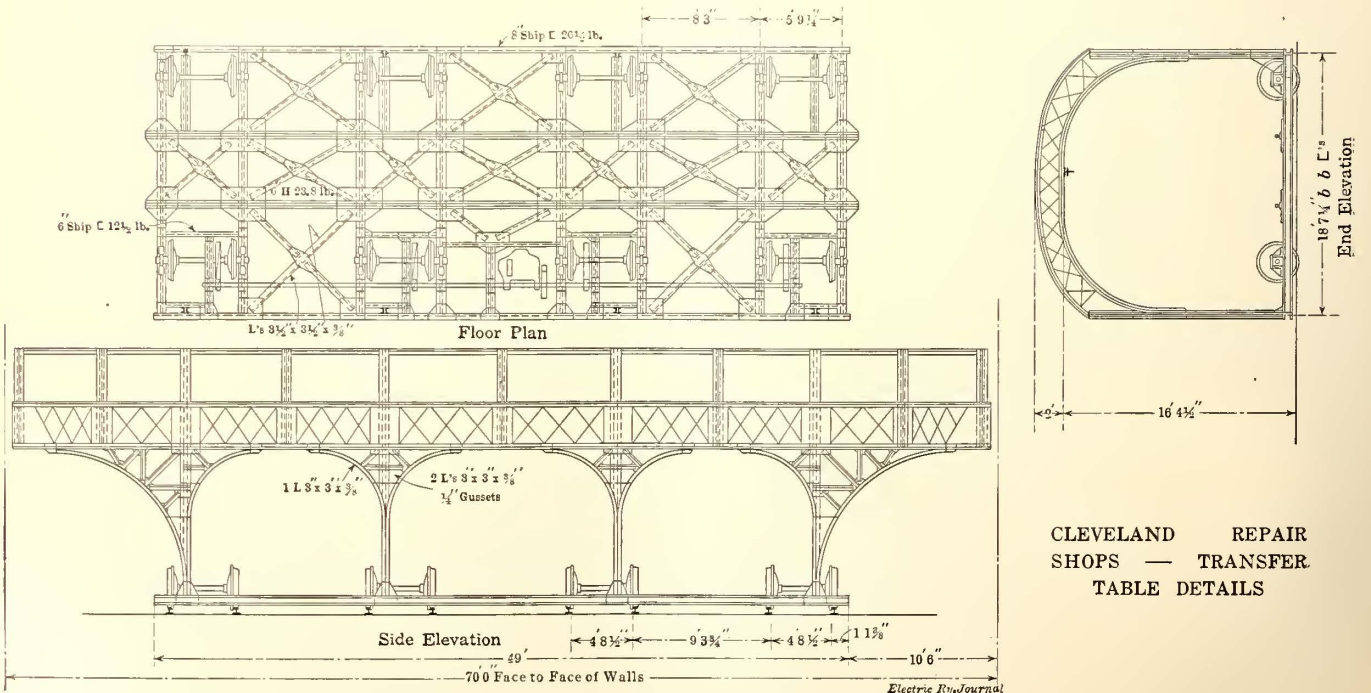 8'3"
5'9¼"
8" Ship [ 20½ lb.
6" H 23.8 lb.
6" Ship [ 12½ lb.
L's 3½" x 3½" x ⅜"
Floor Plan
18'7¼" b b [’s
End Elevation
2'
16'4½"
1 L 3" x 3" x ⅜"
2 L's 3" x 3" x ⅜"
¼" Gussets
CLEVELAND REPAIR
SHOPS — TRANSFER
TABLE DETAILS
Side Elevation
4'8½"
9'3¾"
4'8½"
1'1⅜"
49'
10'6"
70'0" Face to Face of Walls
Electric Ry. Journal